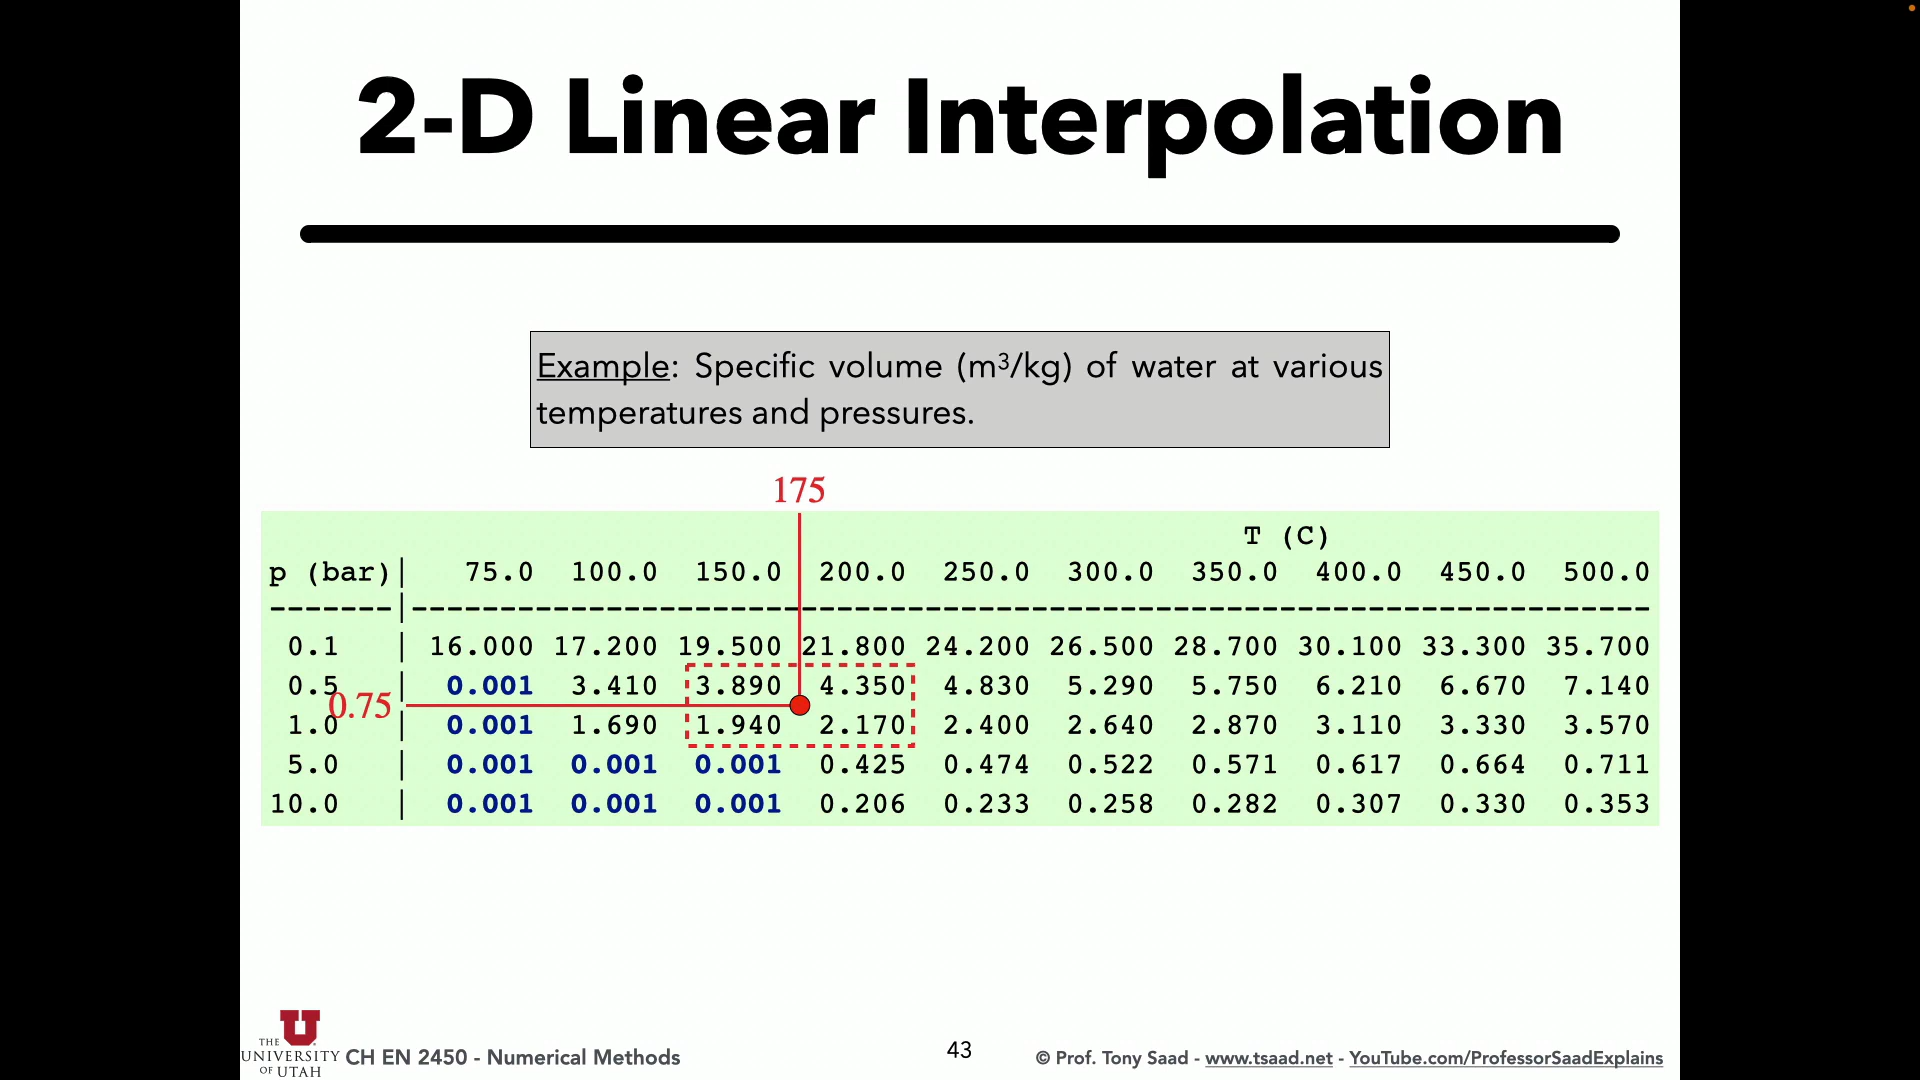 2-D Linear Interpolation
Example: Specific volume (m³/kg) of water at various
temperatures and pressures.
175
T (C)
p (bar)| 75.0 100.0 150.0 200.0 250.0 300.0 350.0 400.0 450.0 500.0
-------|----------------------------------------------------------------------
0.1 | 16.000 17.200 19.500 21.800 24.200 26.500 28.700 30.100 33.300 35.700
0.5 | 0.001 3.410 3.890 4.350 4.830 5.290 5.750 6.210 6.670 7.140
0.75
1.0 | 0.001 1.690 1.940 2.170 2.400 2.640 2.870 3.110 3.330 3.570
5.0 | 0.001 0.001 0.001 0.425 0.474 0.522 0.571 0.617 0.664 0.711
10.0 | 0.001 0.001 0.001 0.206 0.233 0.258 0.282 0.307 0.330 0.353
U
THE
UNIVERSITY
OF UTAH
CH EN 2450 - Numerical Methods
43
© Prof. Tony Saad - www.tsaad.net - YouTube.com/ProfessorSaadExplains